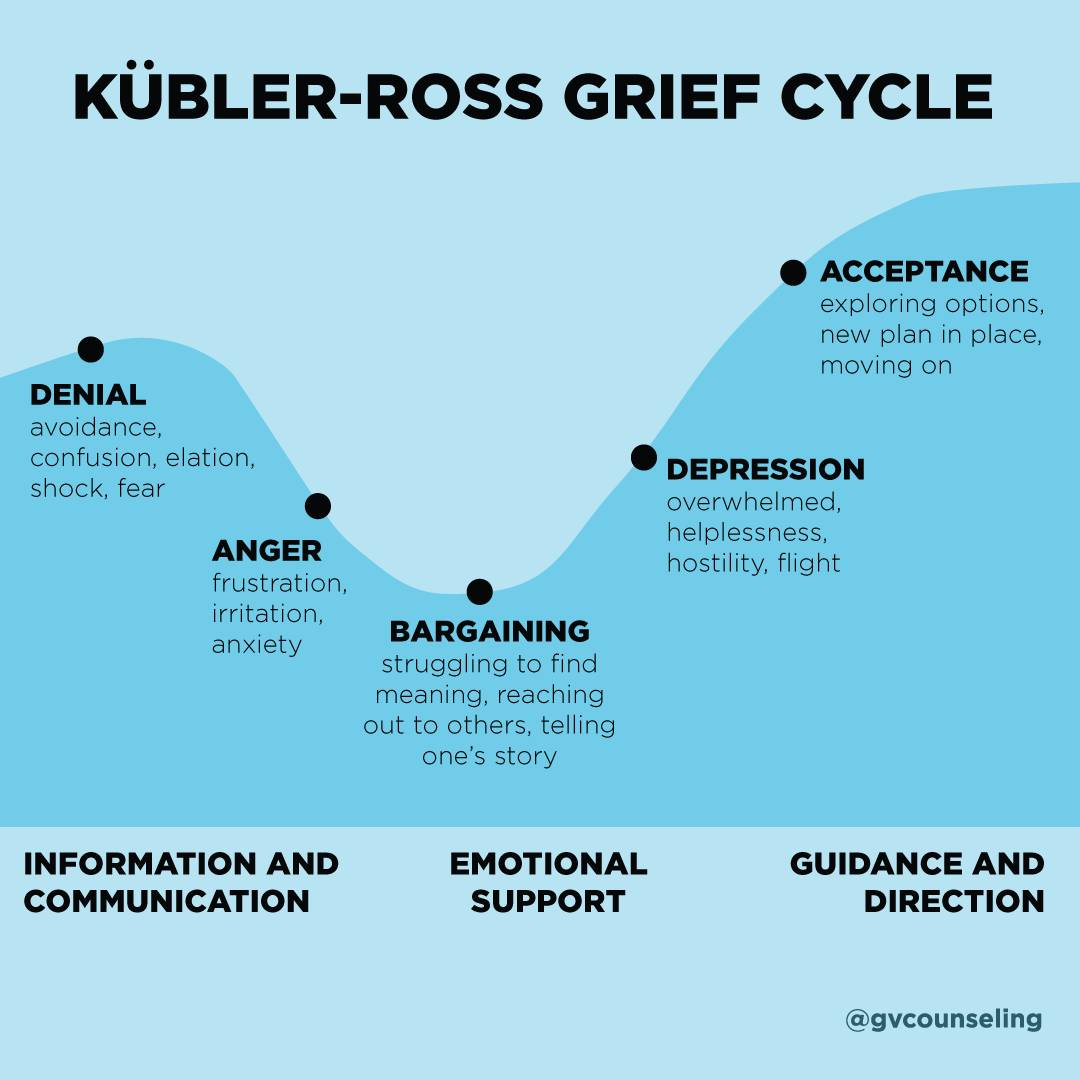 KÜBLER-ROSS GRIEF CYCLE
DENIAL
avoidance,
confusion, elation,
shock, fear
ANGER
frustration,
irritation,
anxiety
BARGAINING
struggling to find
meaning, reaching
out to others, telling
one's story
DEPRESSION
overwhelmed,
helplessness,
hostility, flight
ACCEPTANCE
exploring options,
new plan in place,
moving on
INFORMATION AND
COMMUNICATION
EMOTIONAL
SUPPORT
GUIDANCE AND
DIRECTION
@gvcounseling